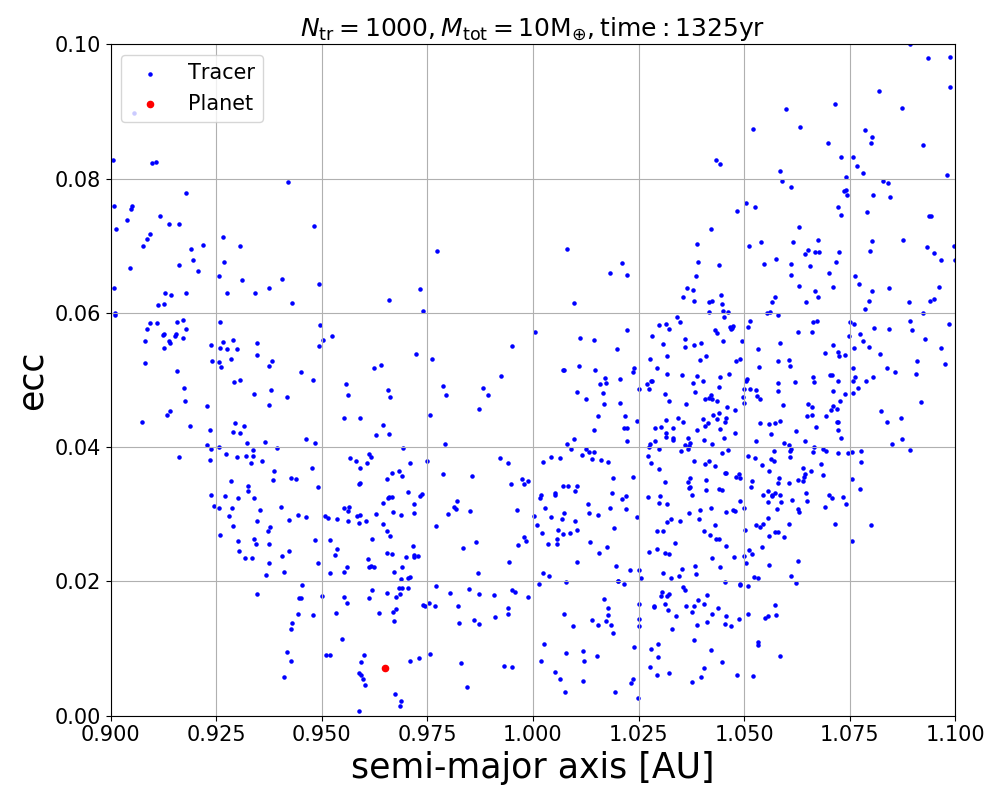 N_tr = 1000, M_tot = 10M_⊕, time : 1325yr
Tracer
Planet
ecc
0.10
0.08
0.06
0.04
0.02
0.00
0.900 0.925 0.950 0.975 1.000 1.025 1.050 1.075 1.100
semi-major axis [AU]